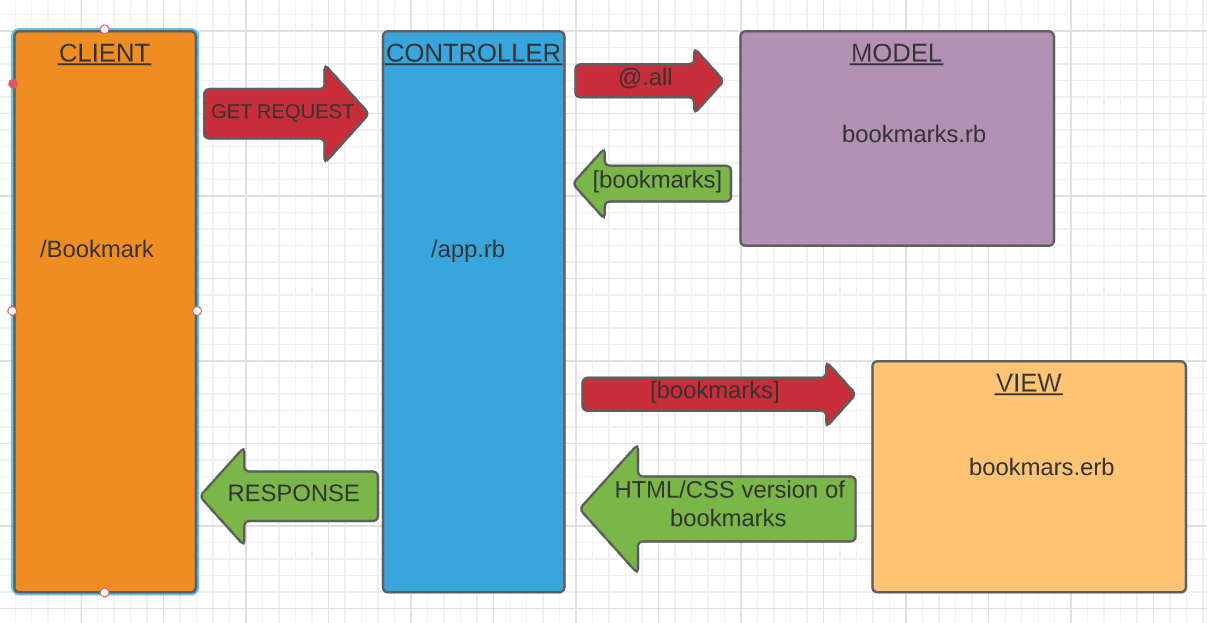 CLIENT
/Bookmark
GET REQUEST
RESPONSE
CONTROLLER
/app.rb
@.all
[bookmarks]
MODEL
bookmarks.rb
[bookmarks]
HTML/CSS version of
bookmarks
VIEW
bookmars.erb